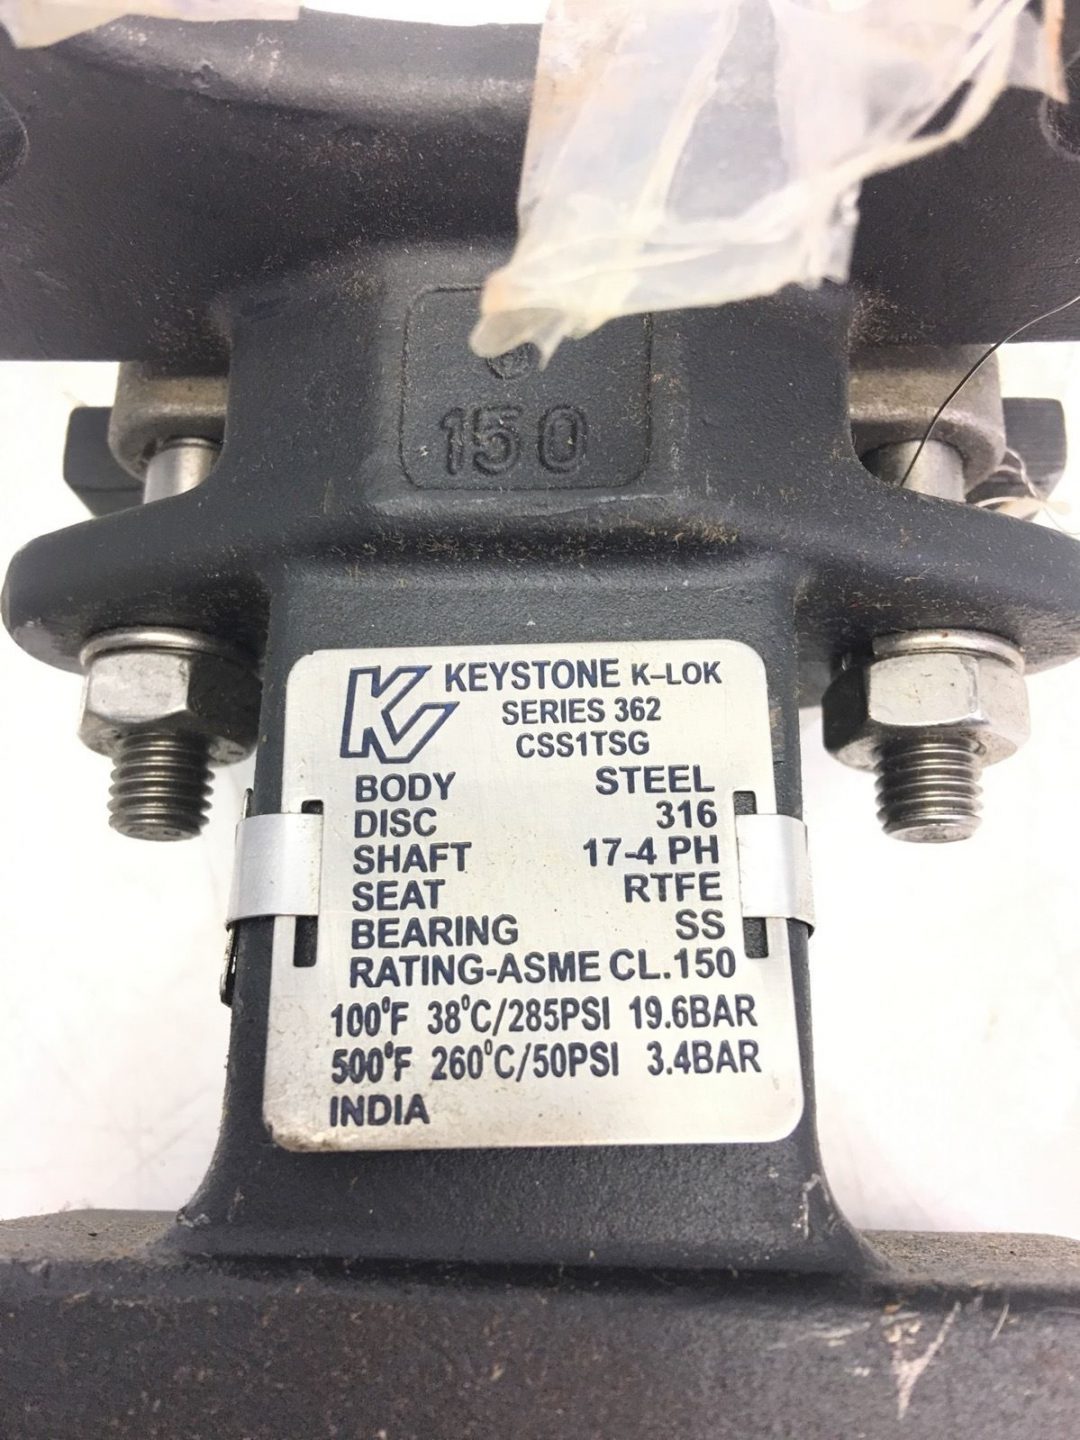 150
KEYSTONE K-LOK
SERIES 362
CSS1TSG
BODY STEEL
DISC 316
SHAFT 17-4 PH
SEAT RTFE
BEARING SS
RATING-ASME CL.150
100°F 38°C/285PSI 19.6BAR
500°F 260°C/50PSI 3.4BAR
INDIA